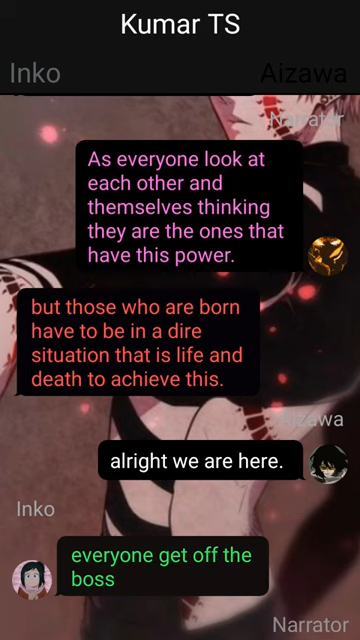 Kumar TS
Inko
Aizawa
Narrator
As everyone look at
each other and
themselves thinking
they are the ones that
have this power.
but those who are born
have to be in a dire
situation that is life and
death to achieve this.
Aizawa
alright we are here.
Inko
everyone get off the
boss
Narrator